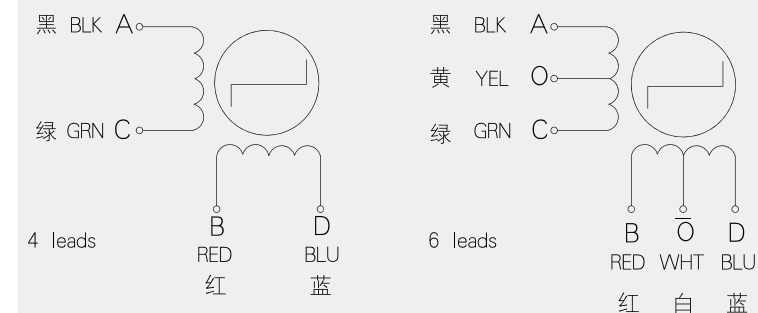 黑 BLK A
绿 GRN C
B D
RED BLU
红 蓝
4 leads
黑 BLK A
黄 YEL O
绿 GRN C
B O̅ D
RED WHT BLU
红 白 蓝
6 leads